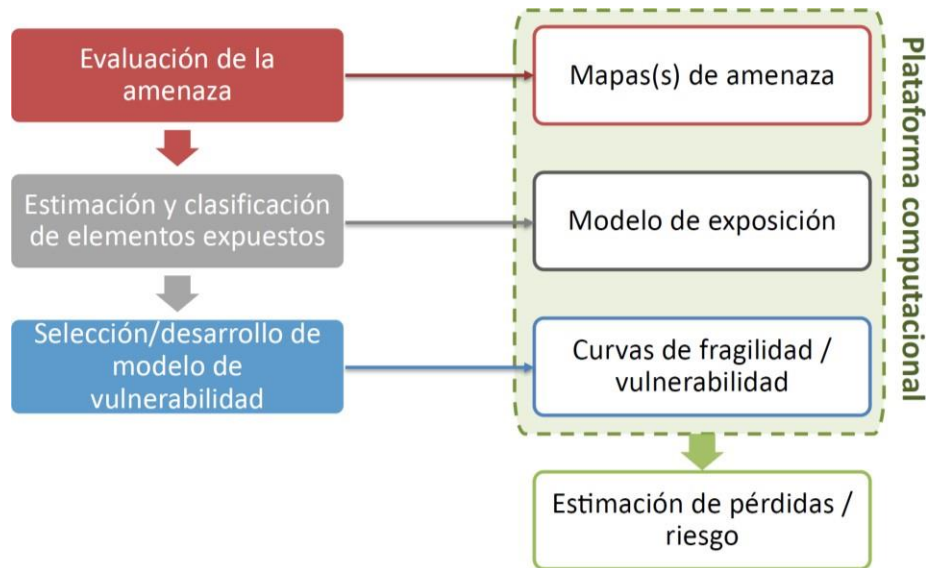 Evaluación de la
amenaza
Mapas(s) de amenaza
Estimación y clasificación
de elementos expuestos
Modelo de exposición
Selección/desarrollo de
modelo de
vulnerabilidad
Curvas de fragilidad /
vulnerabilidad
Plataforma computacional
Estimación de pérdidas /
riesgo